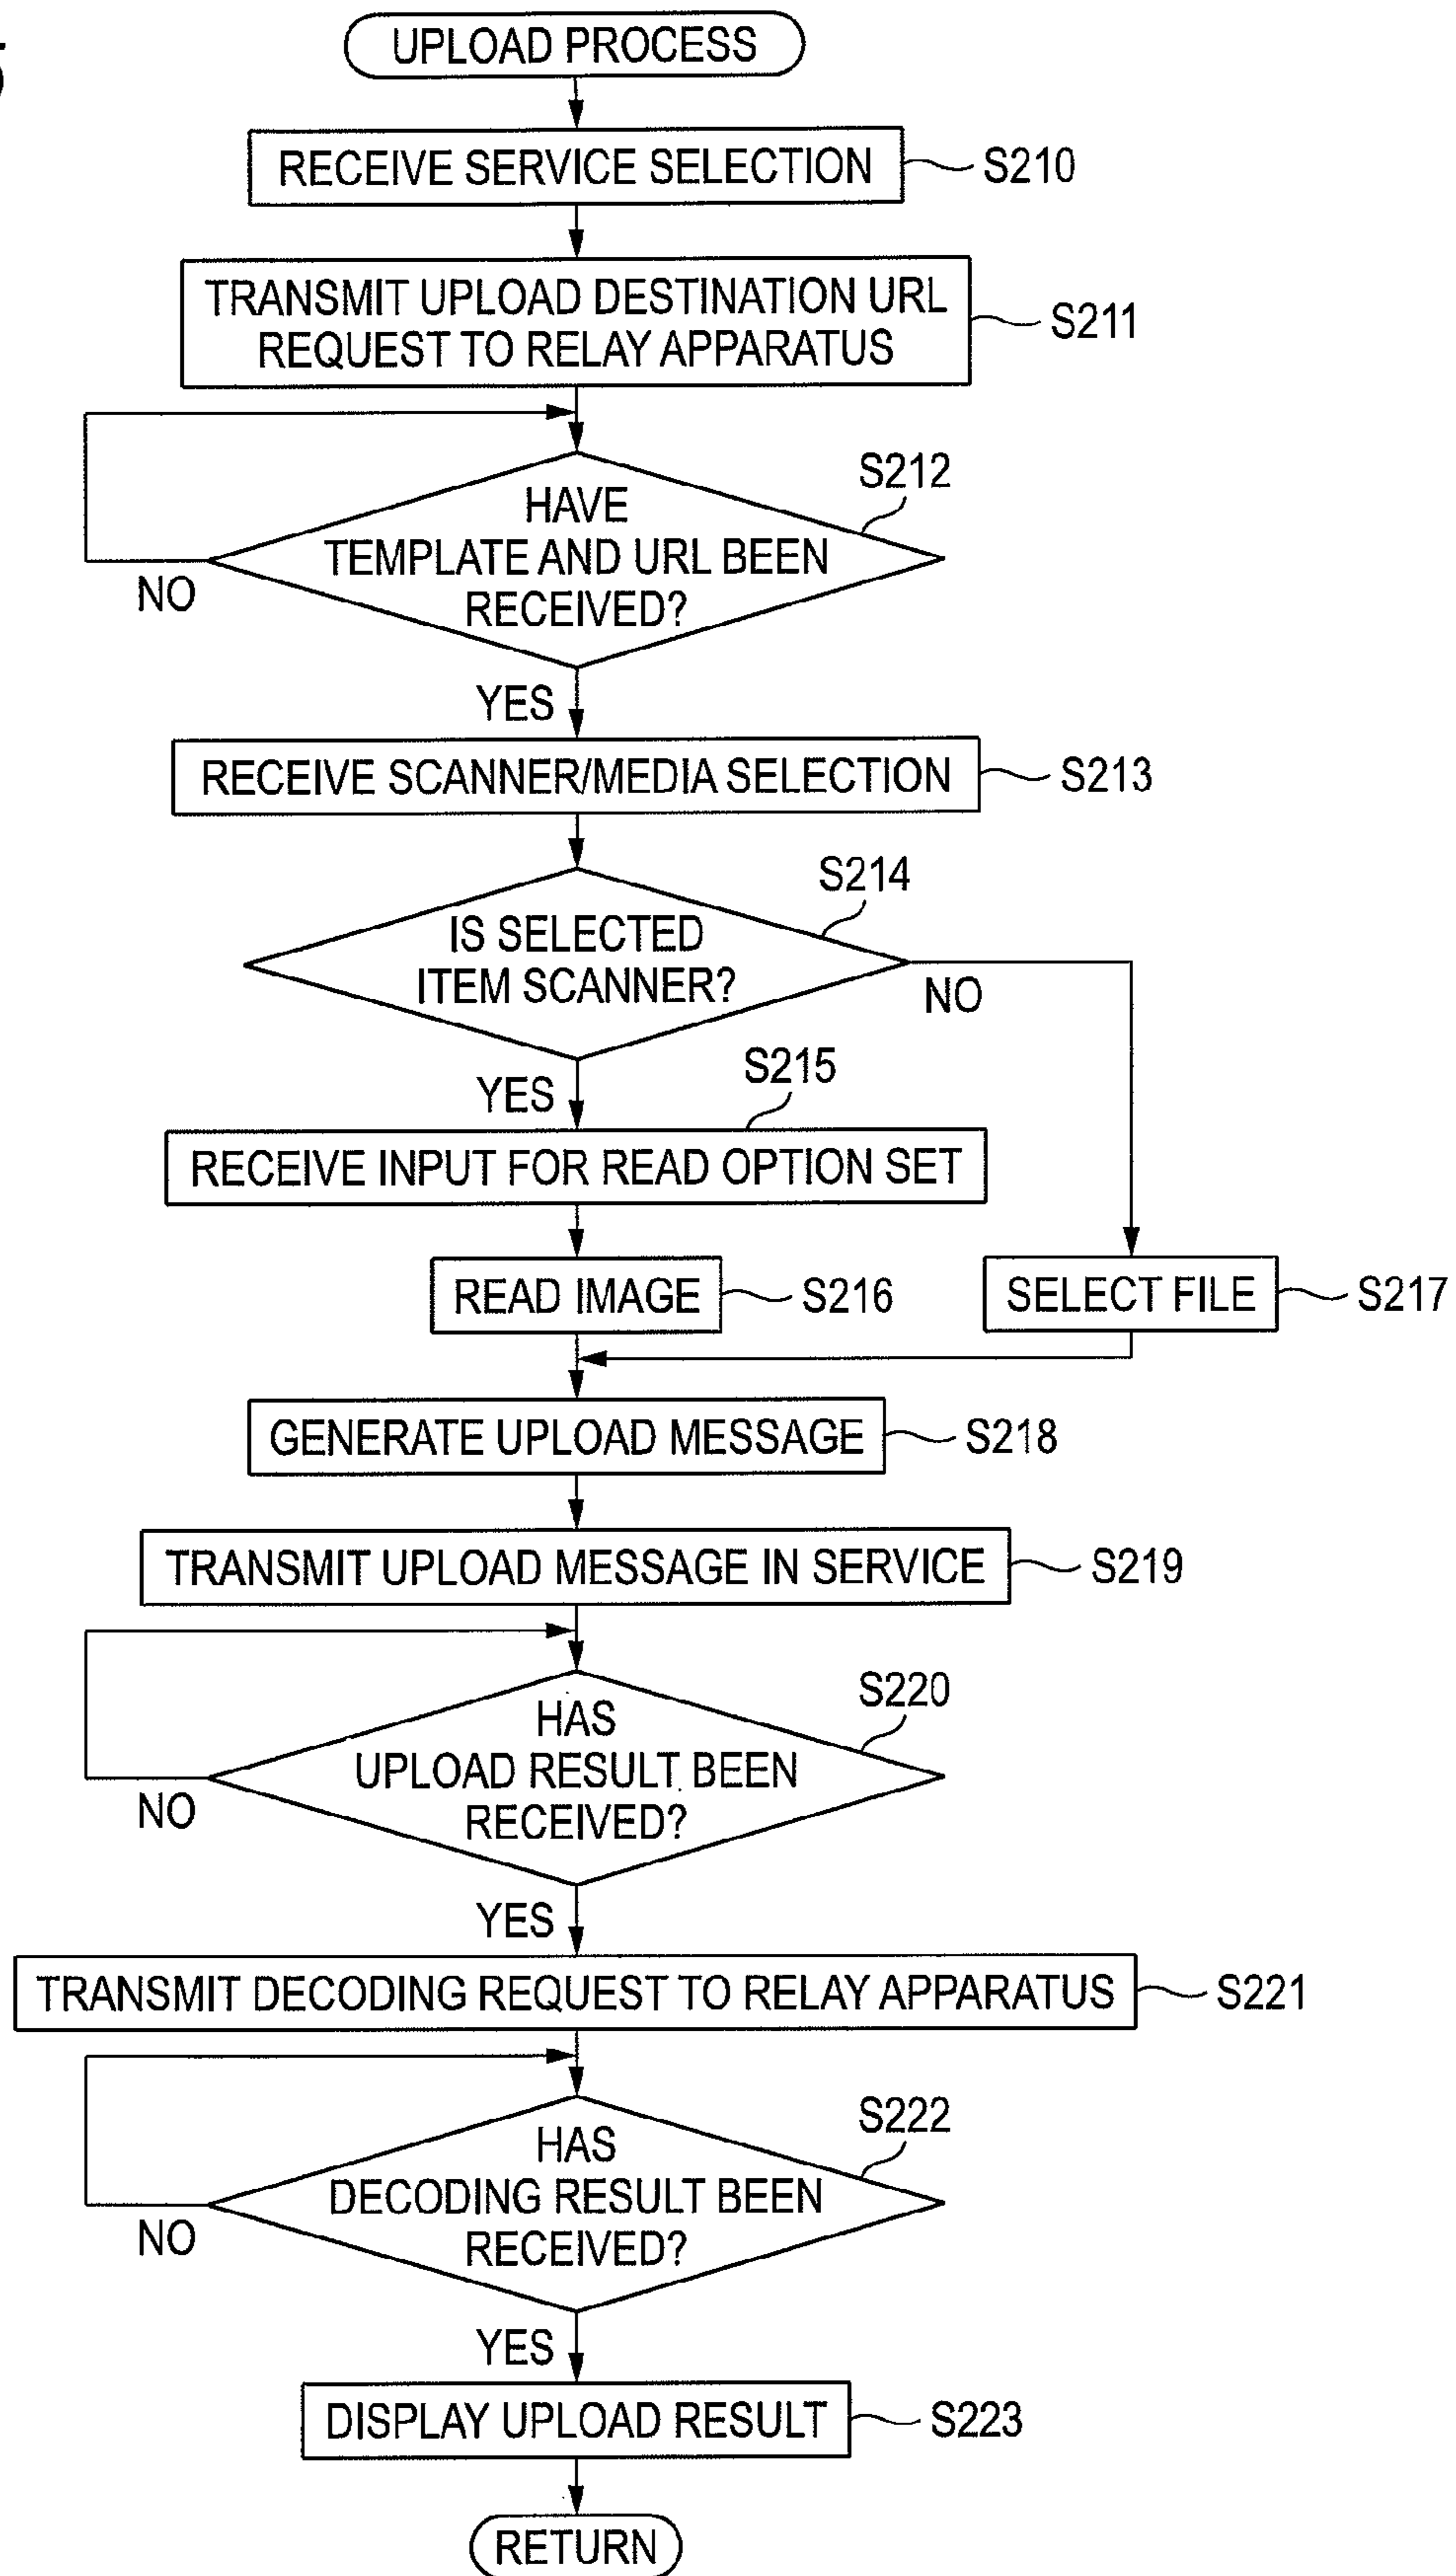 UPLOAD PROCESS
RECEIVE SERVICE SELECTION
S210
TRANSMIT UPLOAD DESTINATION URL
REQUEST TO RELAY APPARATUS
S211
S212
HAVE
TEMPLATE AND URL BEEN
RECEIVED?
NO
YES
RECEIVE SCANNER/MEDIA SELECTION
S213
S214
IS SELECTED
ITEM SCANNER?
NO
YES
S215
RECEIVE INPUT FOR READ OPTION SET
READ IMAGE
S216
SELECT FILE
S217
GENERATE UPLOAD MESSAGE
S218
TRANSMIT UPLOAD MESSAGE IN SERVICE
S219
S220
HAS
UPLOAD RESULT BEEN
RECEIVED?
NO
YES
TRANSMIT DECODING REQUEST TO RELAY APPARATUS
S221
S222
HAS
DECODING RESULT BEEN
RECEIVED?
NO
YES
DISPLAY UPLOAD RESULT
S223
RETURN